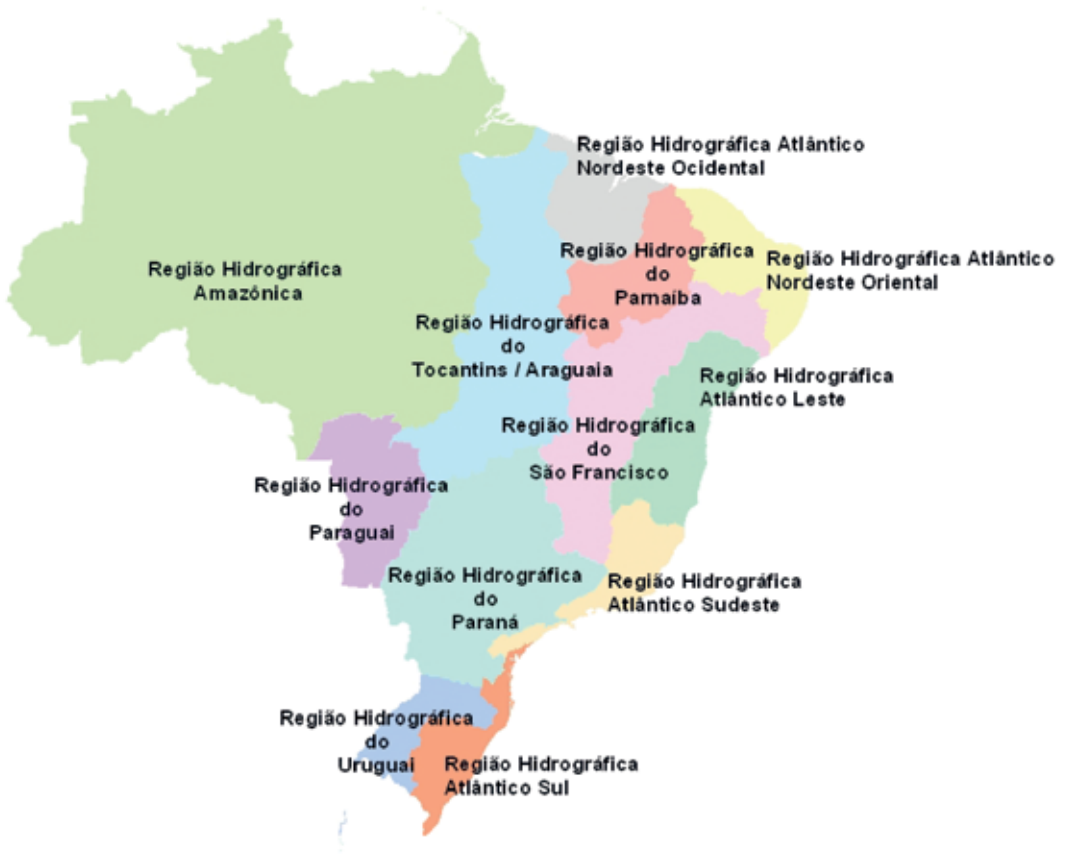 Região Hidrográfica Atlântico
Nordeste Ocidental
Região Hidrográfica
do
Parnaíba
Região Hidrográfica Atlântico
Nordeste Oriental
Região Hidrográfica
Amazônica
Região Hidrográfica
do
Tocantins / Araguaia
Região Hidrográfica
Atlântico Leste
Região Hidrográfica
do
São Francisco
Região Hidrográfica
do
Paraguai
Região Hidrográfica
do
Paraná
Região Hidrográfica
Atlântico Sudeste
Região Hidrográfica
do
Uruguai
Região Hidrográfica
Atlântico Sul